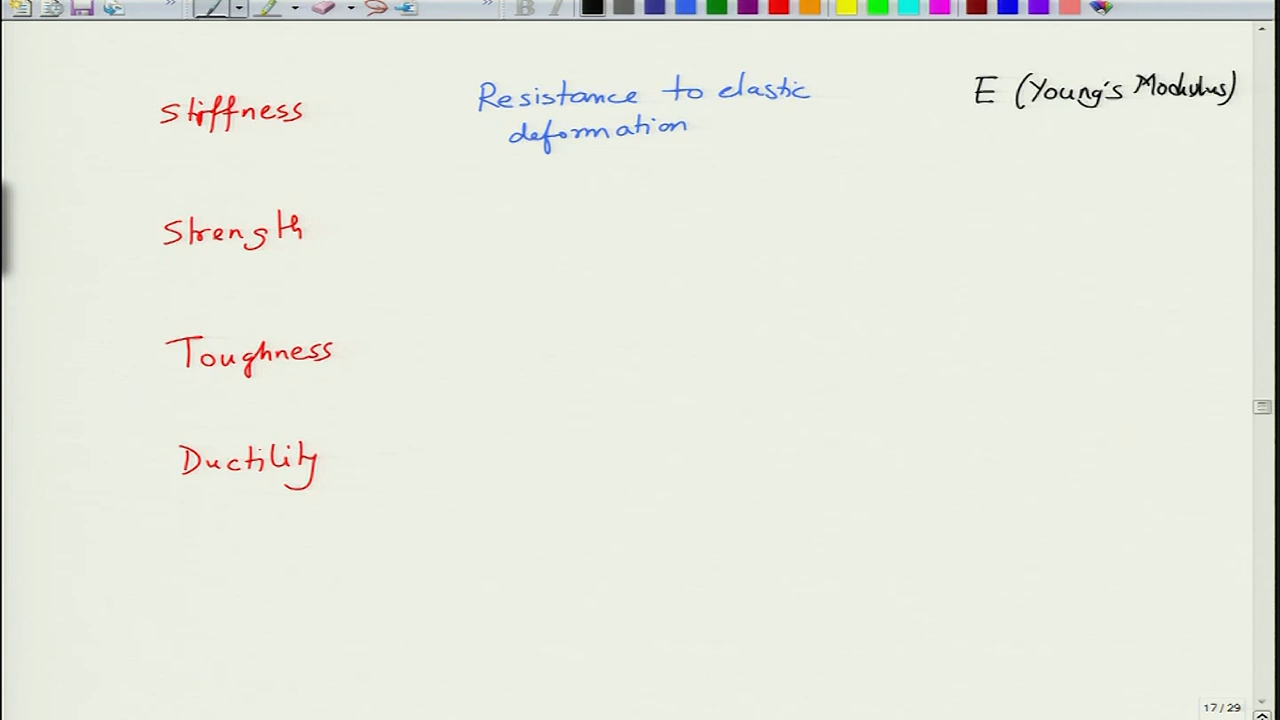 Stiffness
Resistance to elastic
deformation
E (Young's Modulus)
Strength
Toughness
Ductility
B I
17 / 29